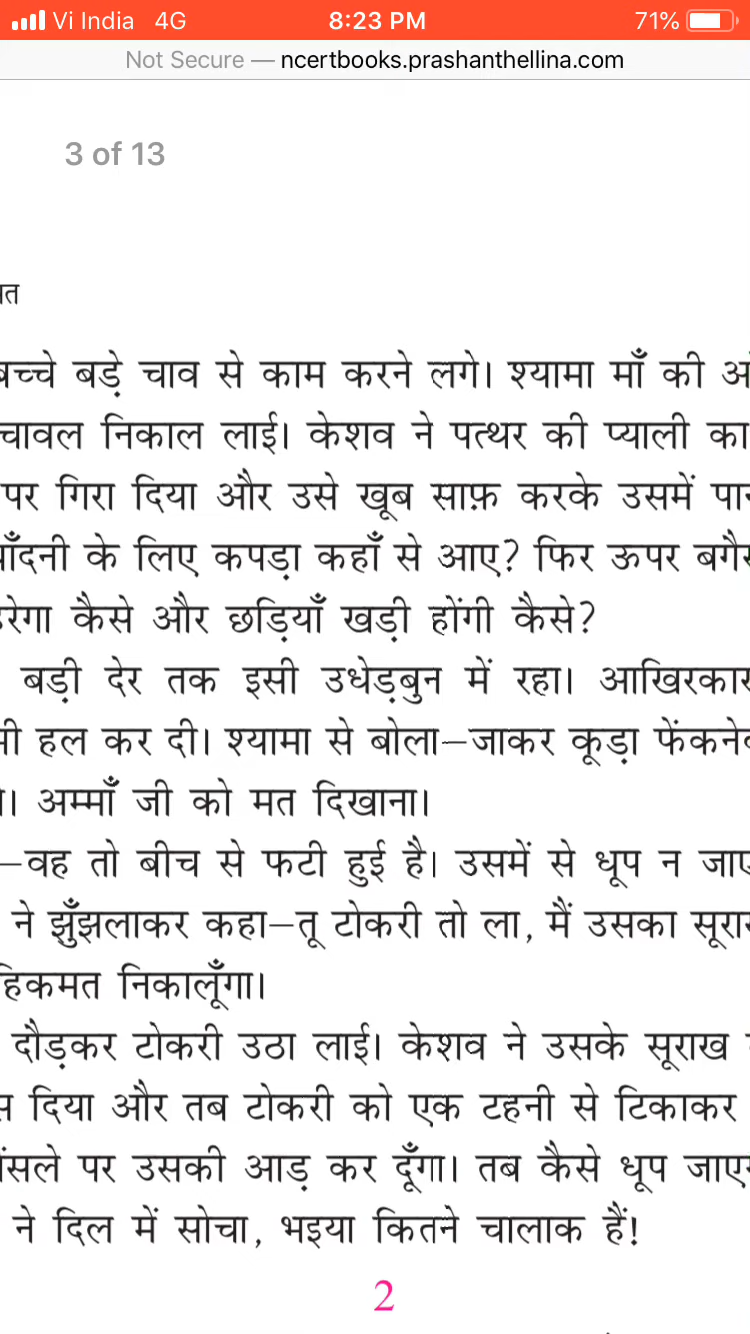 Vi India 4G 8:23 PM 71%
Not Secure — ncertbooks.prashanthellina.com
3 of 13
बड़े चाव से काम करने लगे। श्यामा माँ की
चावल निकाल लाई। केशव ने पत्थर की प्याली का
पर गिरा दिया और उसे खूब साफ़ करके उसमें
के लिए कपड़ा कहाँ से आए? फिर ऊपर
कैसे और छड़ियाँ खड़ी होंगी कैसे?
बड़ी देर तक इसी उधेड़बुन में रहा।
हल कर दी। श्यामा से बोला—जाकर कूड़ा
। अम्माँ जी को मत दिखाना।
—वह तो बीच से फटी हुई है। उसमें से धूप न
ने झुँझलाकर कहा—तू टोकरी तो ला, मैं उसका
हिकमत निकालूँगा।
दौड़कर टोकरी उठा लाई। केशव ने उसके सूराख
दिया और तब टोकरी को एक टहनी से टिकाकर
पर उसकी आड़ कर दूँगा। तब कैसे धूप
ने दिल में सोचा, भइया कितने चालाक हैं!
2